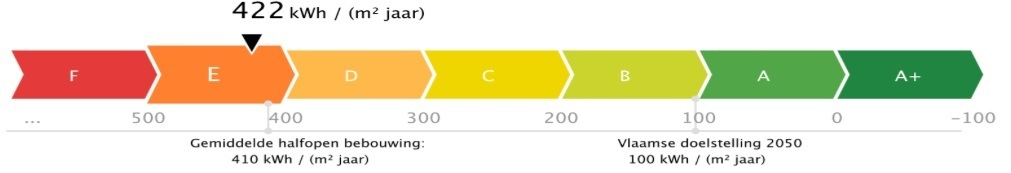 422 kWh / (m² jaar)
F E D C B A A+
... 500 400 300 200 100 0 −100
Gemiddelde halfopen bebouwing:
410 kWh / (m² jaar)
Vlaamse doelstelling 2050
100 kWh / (m² jaar)